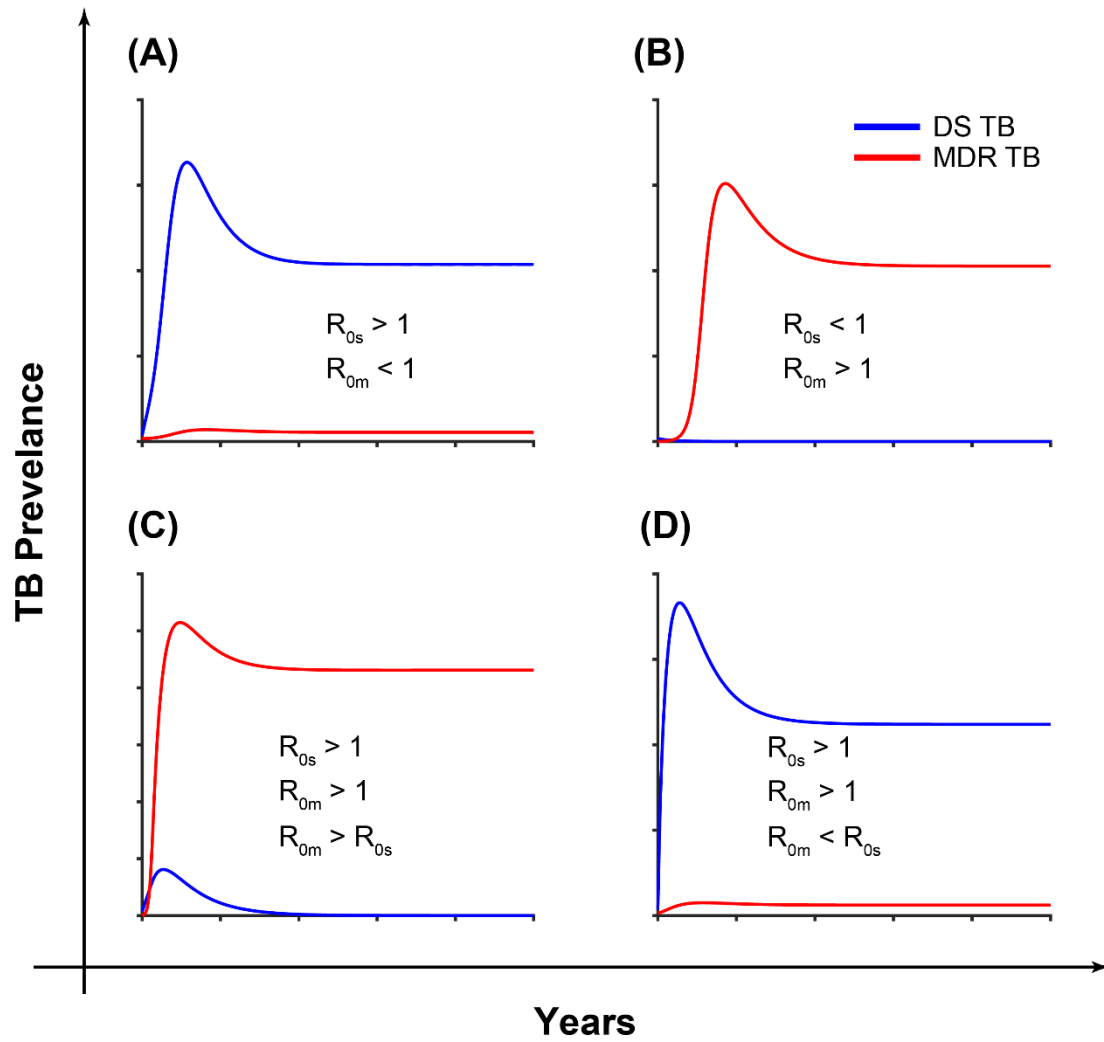 (A)
R0s > 1
R0m < 1
(B)
DS TB
MDR TB
R0s < 1
R0m > 1
(C)
R0s > 1
R0m > 1
R0m > R0s
(D)
R0s > 1
R0m > 1
R0m < R0s
TB Prevelance
Years